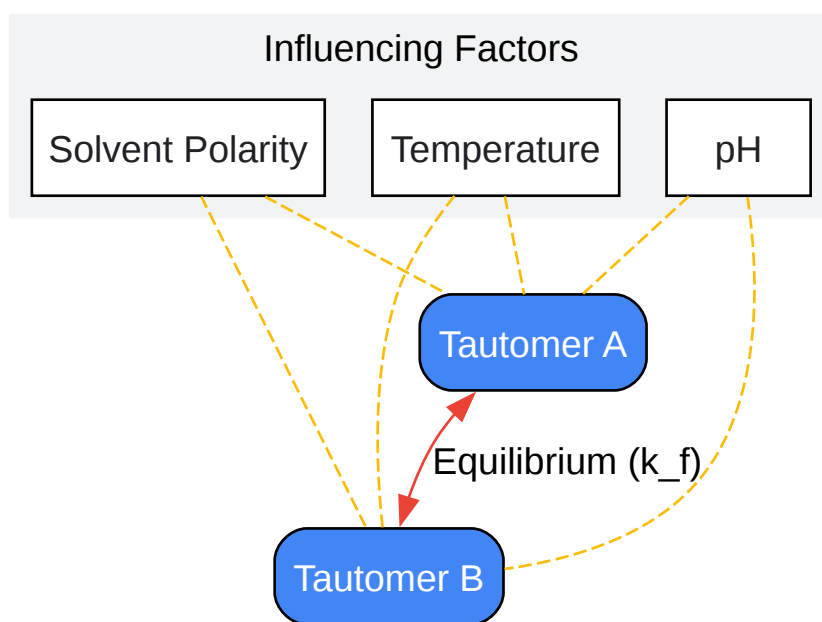 Influencing Factors
Solvent Polarity
Temperature
pH
Tautomer A
Equilibrium (k_f)
Tautomer B